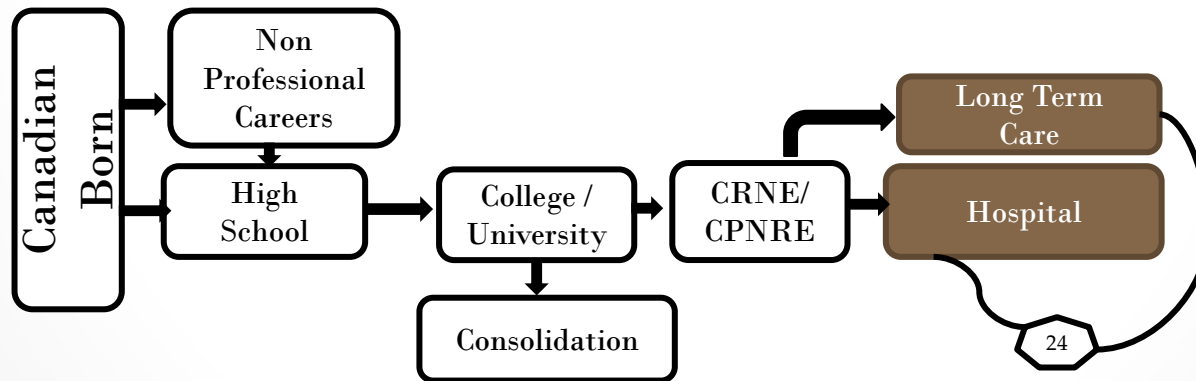 Canadian
Born
Non
Professional
Careers
High
School
College /
University
Consolidation
CRNE/
CPNRE
Long Term
Care
Hospital
24